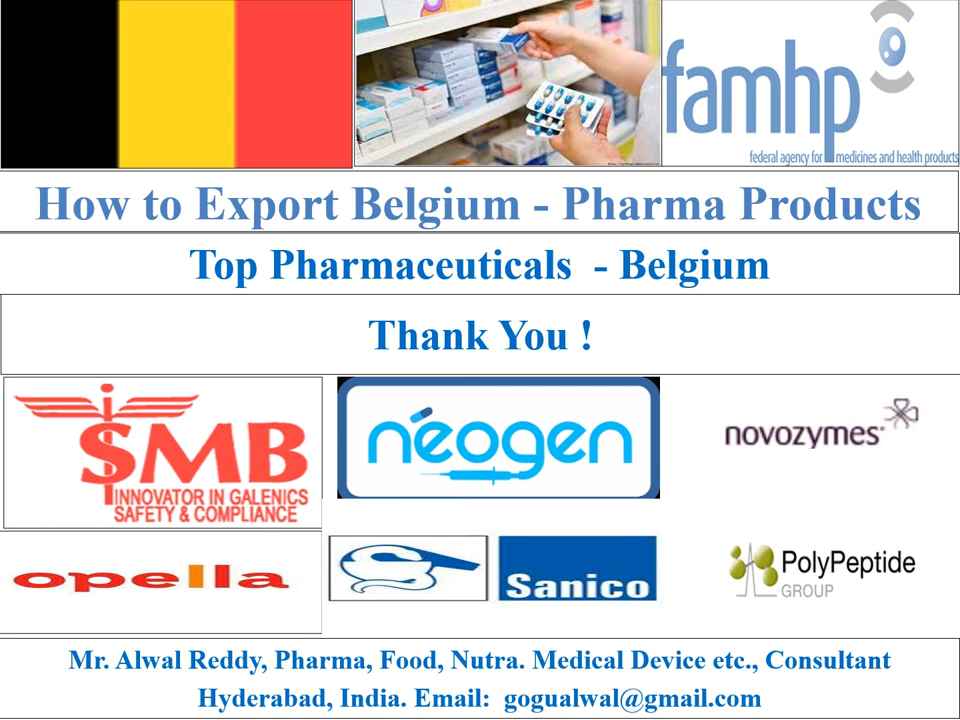 famhp
federal agency for medicines and health products
How to Export Belgium - Pharma Products
Top Pharmaceuticals - Belgium
Thank You !
SMB
INNOVATOR IN GALENICS
SAFETY & COMPLIANCE
néogen
novozymes
opella
Sanico
PolyPeptide
GROUP
Mr. Alwal Reddy, Pharma, Food, Nutra. Medical Device etc., Consultant
Hyderabad, India. Email: gogualwal@gmail.com